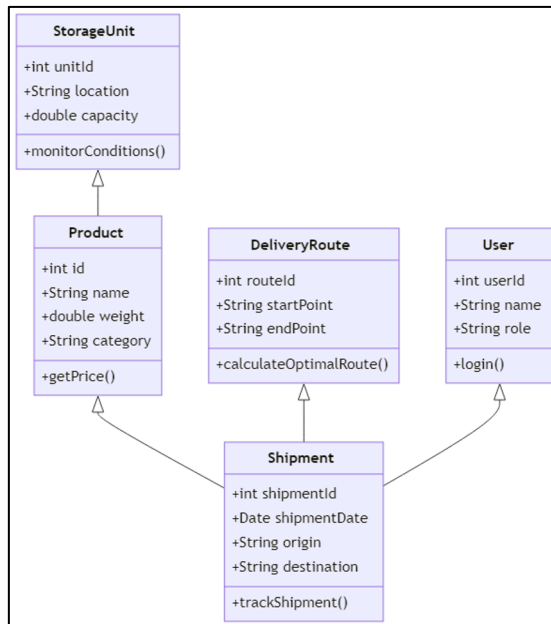 StorageUnit
+int unitId
+String location
+double capacity
+monitorConditions()
Product
+int id
+String name
+double weight
+String category
+getPrice()
DeliveryRoute
+int routeId
+String startPoint
+String endPoint
+calculateOptimalRoute()
User
+int userId
+String name
+String role
+login()
Shipment
+int shipmentId
+Date shipmentDate
+String origin
+String destination
+trackShipment()